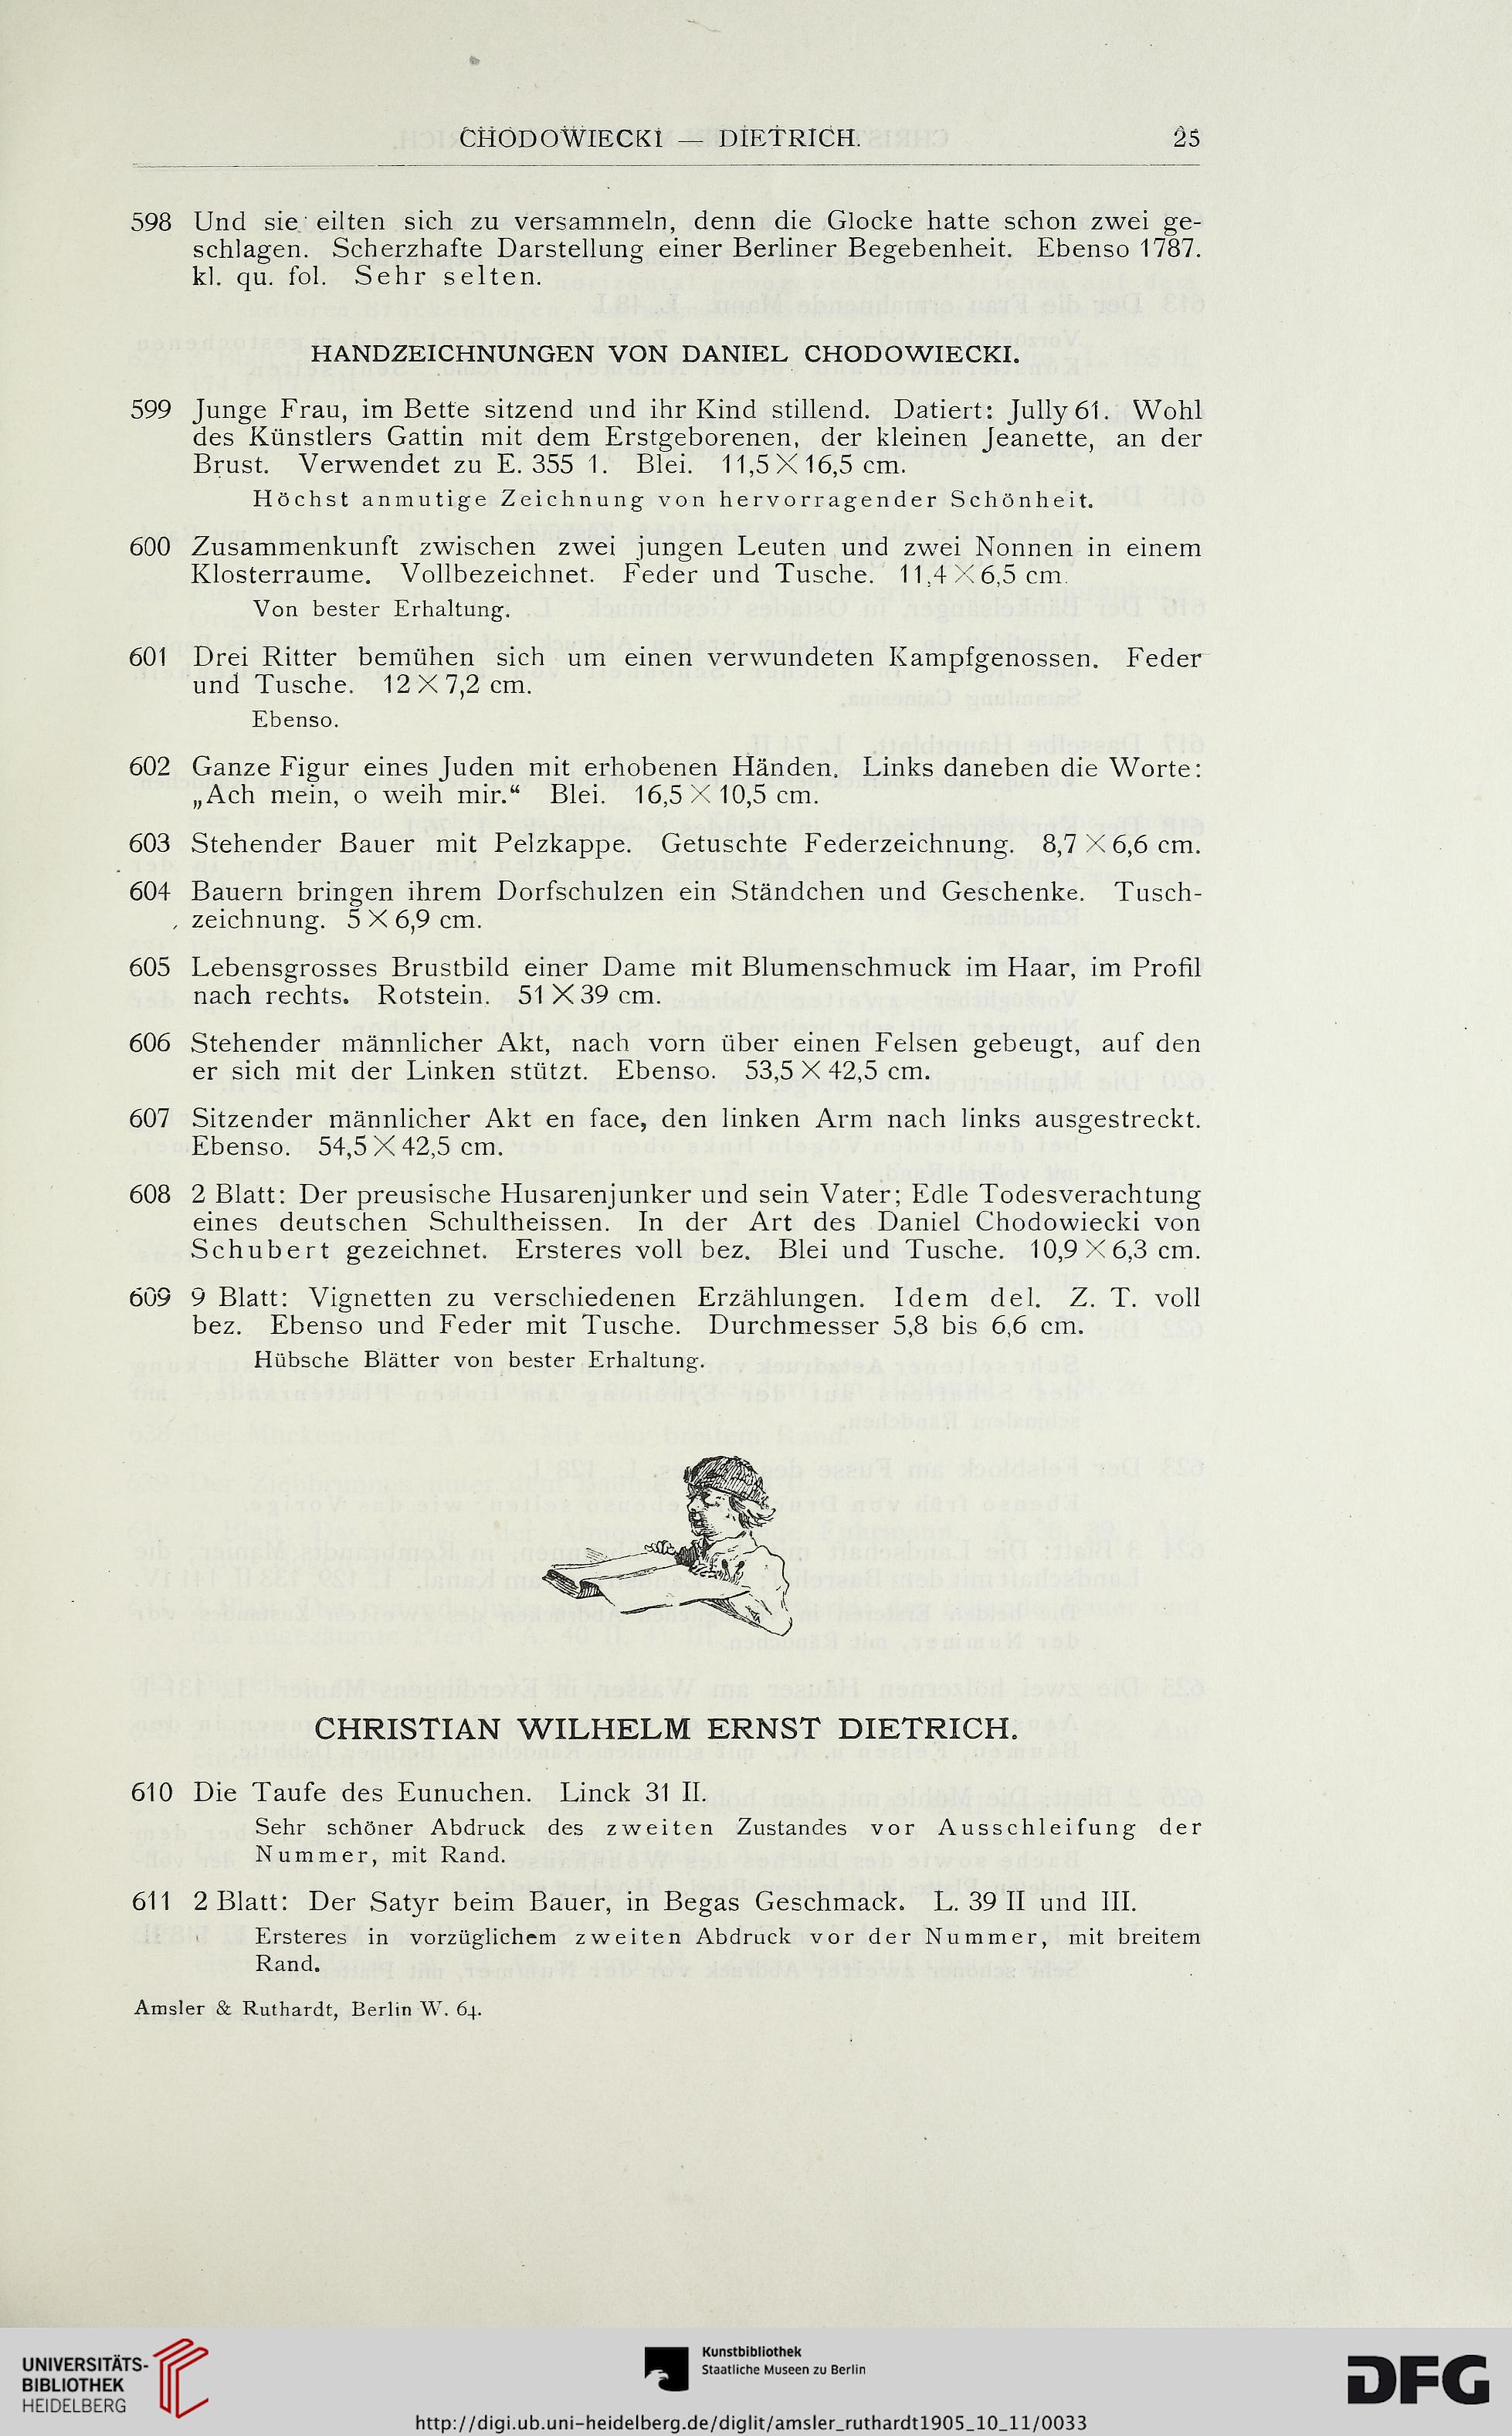 CHODOWIECKI — DIETRICH. 25
598 Und sie eilten sich zu versammeln, denn die Glocke hatte schon zwei ge-
schlagen. Scherzhafte Darstellung einer Berliner Begebenheit. Ebenso 1787.
kl. qu. fol. Sehr selten.
HANDZEICHNUNGEN VON DANIEL CHODOWIECKI.
599 Junge Frau, im Bette sitzend und ihr Kind stillend. Datiert: Jully 61. Wohl
des Künstlers Gattin mit dem Erstgeborenen, der kleinen Jeanette, an der
Brust. Verwendet zu E. 355 1. Blei. 11,5 × 16,5 cm.
Höchst anmutige Zeichnung von hervorragender Schönheit.
600 Zusammenkunft zwischen zwei jungen Leuten und zwei Nonnen in einem
Klosterraume. Vollbezeichnet. Feder und Tusche. 11,4 × 6,5 cm.
Von bester Erhaltung.
601 Drei Ritter bemühen sich um einen verwundeten Kampfgenossen. Feder
und Tusche. 12 × 7,2 cm.
Ebenso.
602 Ganze Figur eines Juden mit erhobenen Händen. Links daneben die Worte:
„Ach mein, o weih mir.“ Blei. 16,5 × 10,5 cm.
603 Stehender Bauer mit Pelzkappe. Getuschte Federzeichnung. 8,7 × 6,6 cm.
604 Bauern bringen ihrem Dorfschulzen ein Ständchen und Geschenke. Tusch-
zeichnung. 5 × 6,9 cm.
605 Lebensgrosses Brustbild einer Dame mit Blumenschmuck im Haar, im Profil
nach rechts. Rotstein. 51 × 39 cm.
606 Stehender männlicher Akt, nach vorn über einen Felsen gebeugt, auf den
er sich mit der Linken stützt. Ebenso. 53,5 × 42,5 cm.
607 Sitzender männlicher Akt en face, den linken Arm nach links ausgestreckt.
Ebenso. 54,5 × 42,5 cm.
608 2 Blatt: Der preusische Husarenjunker und sein Vater; Edle Todesverachtung
eines deutschen Schultheissen. In der Art des Daniel Chodowiecki von
Schubert gezeichnet. Ersteres voll bez. Blei und Tusche. 10,9 × 6,3 cm.
609 9 Blatt: Vignetten zu verschiedenen Erzählungen. Idem del. Z. T. voll
bez. Ebenso und Feder mit Tusche. Durchmesser 5,8 bis 6,6 cm.
Hübsche Blätter von bester Erhaltung.
CHRISTIAN WILHELM ERNST DIETRICH.
610 Die Taufe des Eunuchen. Linck 31 II.
Sehr schöner Abdruck des zweiten Zustandes vor Ausschleifung der
Nummer, mit Rand.
611 2 Blatt: Der Satyr beim Bauer, in Begas Geschmack. L. 39 II und III.
Ersteres in vorzüglichem zweiten Abdruck vor der Nummer, mit breitem
Rand.
Amsler & Ruthardt, Berlin W. 64.
UNIVERSITÄTS-
BIBLIOTHEK
HEIDELBERG
Kunstbibliothek
Staatliche Museen zu Berlin
DFG
http://digi.ub.uni-heidelberg.de/diglit/amsler_ruthardt1905_10_11/0033